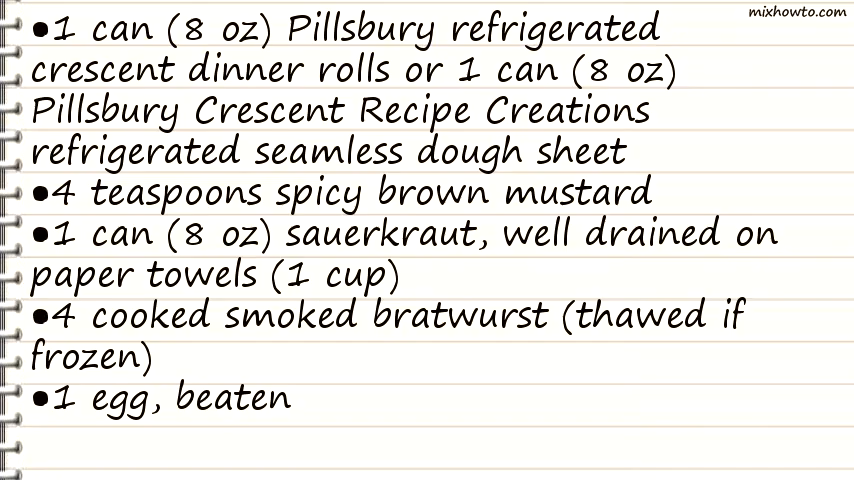 mixhowto.com
•1 can (8 oz) Pillsbury refrigerated
crescent dinner rolls or 1 can (8 oz)
Pillsbury Crescent Recipe Creations
refrigerated seamless dough sheet
•4 teaspoons spicy brown mustard
•1 can (8 oz) sauerkraut, well drained on
paper towels (1 cup)
•4 cooked smoked bratwurst (thawed if
frozen)
•1 egg, beaten